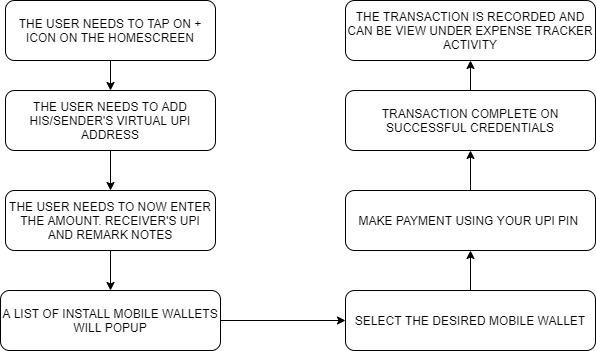 THE USER NEEDS TO TAP ON +
ICON ON THE HOMESCREEN
THE USER NEEDS TO ADD
HIS/SENDER'S VIRTUAL UPI
ADDRESS
THE USER NEEDS TO NOW ENTER
THE AMOUNT. RECEIVER'S UPI
AND REMARK NOTES
A LIST OF INSTALL MOBILE WALLETS
WILL POPUP
SELECT THE DESIRED MOBILE WALLET
MAKE PAYMENT USING YOUR UPI PIN
TRANSACTION COMPLETE ON
SUCCESSFUL CREDENTIALS
THE TRANSACTION IS RECORDED AND
CAN BE VIEW UNDER EXPENSE TRACKER
ACTIVITY